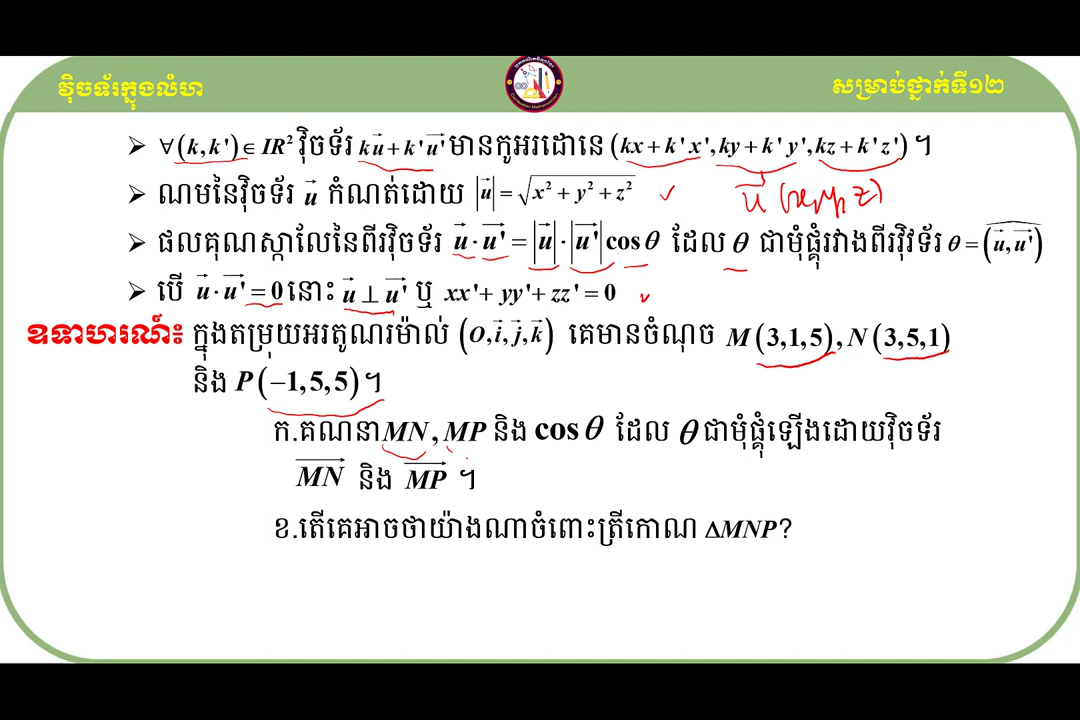 វ៉ិចទ័រក្នុងលំហ
សម្រាប់ថ្នាក់ទី១២
➢ ∀(k,k')∈IR² វ៉ិចទ័រ ku⃗+k'u⃗' មានកូអរដោនេ (kx+k'x',ky+k'y',kz+k'z') ។
➢ ណមនៃវ៉ិចទ័រ u⃗ កំណត់ដោយ |u⃗|=√(x²+y²+z²)
➢ ផលគុណស្កាលែនៃពីរវ៉ិចទ័រ u⃗·u⃗'=|u⃗|·|u⃗'|cosθ ដែល θ ជាមុំផ្គុំរវាងពីរវ៉ិវទ័រ θ=(u⃗,u⃗')
➢ បើ u⃗·u⃗'=0 នោះ u⃗⊥u⃗' ឬ xx'+yy'+zz'=0
ឧទាហរណ៍៖ ក្នុងតម្រុយអរតូណរម៉ាល់ (O,i⃗,j⃗,k⃗) គេមានចំណុច M(3,1,5),N(3,5,1)
និង P(−1,5,5)។
ក.គណនា MN,MP និង cosθ ដែល θ ជាមុំផ្គុំឡើងដោយវ៉ិចទ័រ
MN⃗ និង MP⃗ ។
ខ.តើគេអាចថាយ៉ាងណាចំពោះត្រីកោណ ΔMNP?